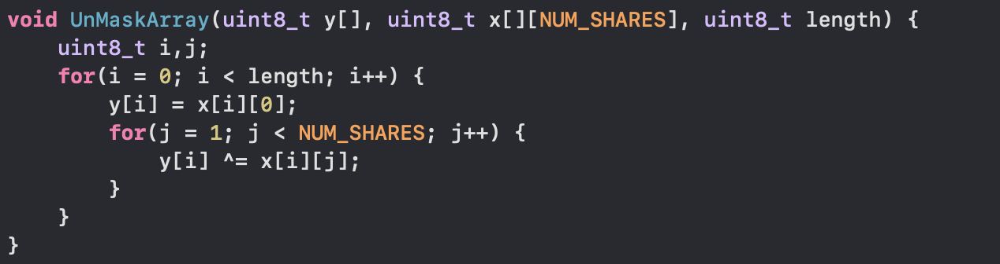 void UnMaskArray(uint8_t y[], uint8_t x[][NUM_SHARES], uint8_t length) {
    uint8_t i,j;
    for(i = 0; i < length; i++) {
        y[i] = x[i][0];
        for(j = 1; j < NUM_SHARES; j++) {
            y[i] ^= x[i][j];
        }
    }
}